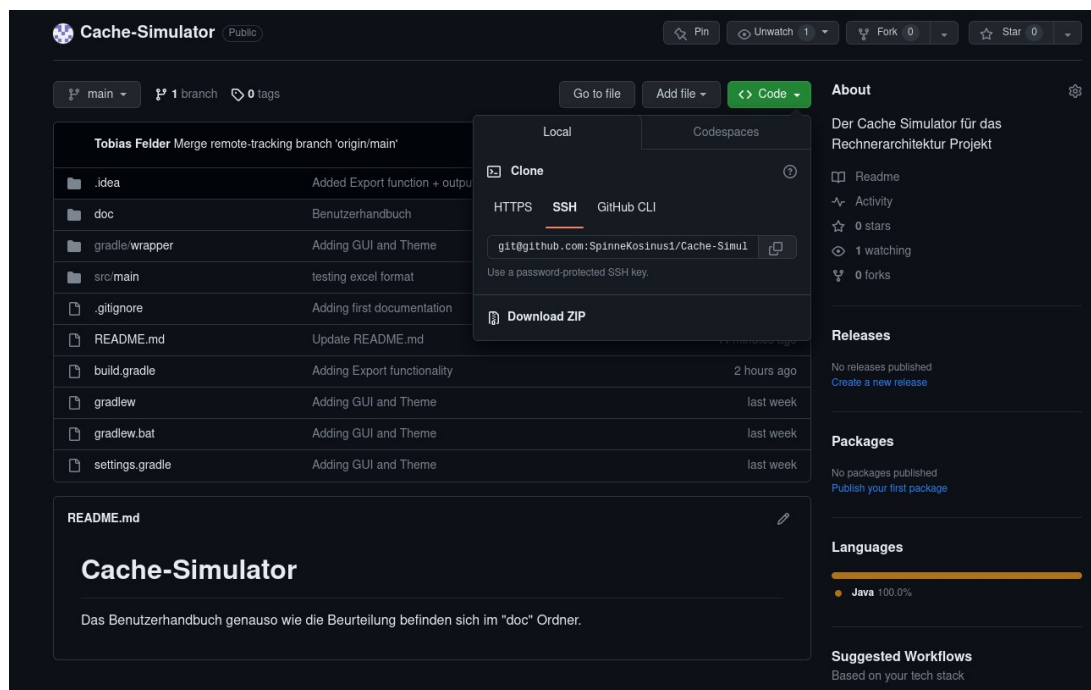 Cache-Simulator Public
Pin Unwatch 1 Fork 0 Star 0
main 1 branch 0 tags Go to file Add file <> Code
Tobias Felder Merge remote-tracking branch 'origin/main'
.idea Added Export function + outpu
doc Benutzerhandbuch
gradle/wrapper Adding GUI and Theme
src/main testing excel format
.gitignore Adding first documentation
README.md Update README.md minutes ago
build.gradle Adding Export functionality 2 hours ago
gradlew Adding GUI and Theme last week
gradlew.bat Adding GUI and Theme last week
settings.gradle Adding GUI and Theme last week
Local Codespaces
Clone
HTTPS SSH GitHub CLI
git@github.com:SpinneKosinus1/Cache-Simul
Use a password-protected SSH key.
Download ZIP
README.md
Cache-Simulator
Das Benutzerhandbuch genauso wie die Beurteilung befinden sich im "doc" Ordner.
About
Der Cache Simulator für das
Rechnerarchitektur Projekt
Readme
Activity
0 stars
1 watching
0 forks
Releases
No releases published
Create a new release
Packages
No packages published
Publish your first package
Languages
Java 100.0%
Suggested Workflows
Based on your tech stack